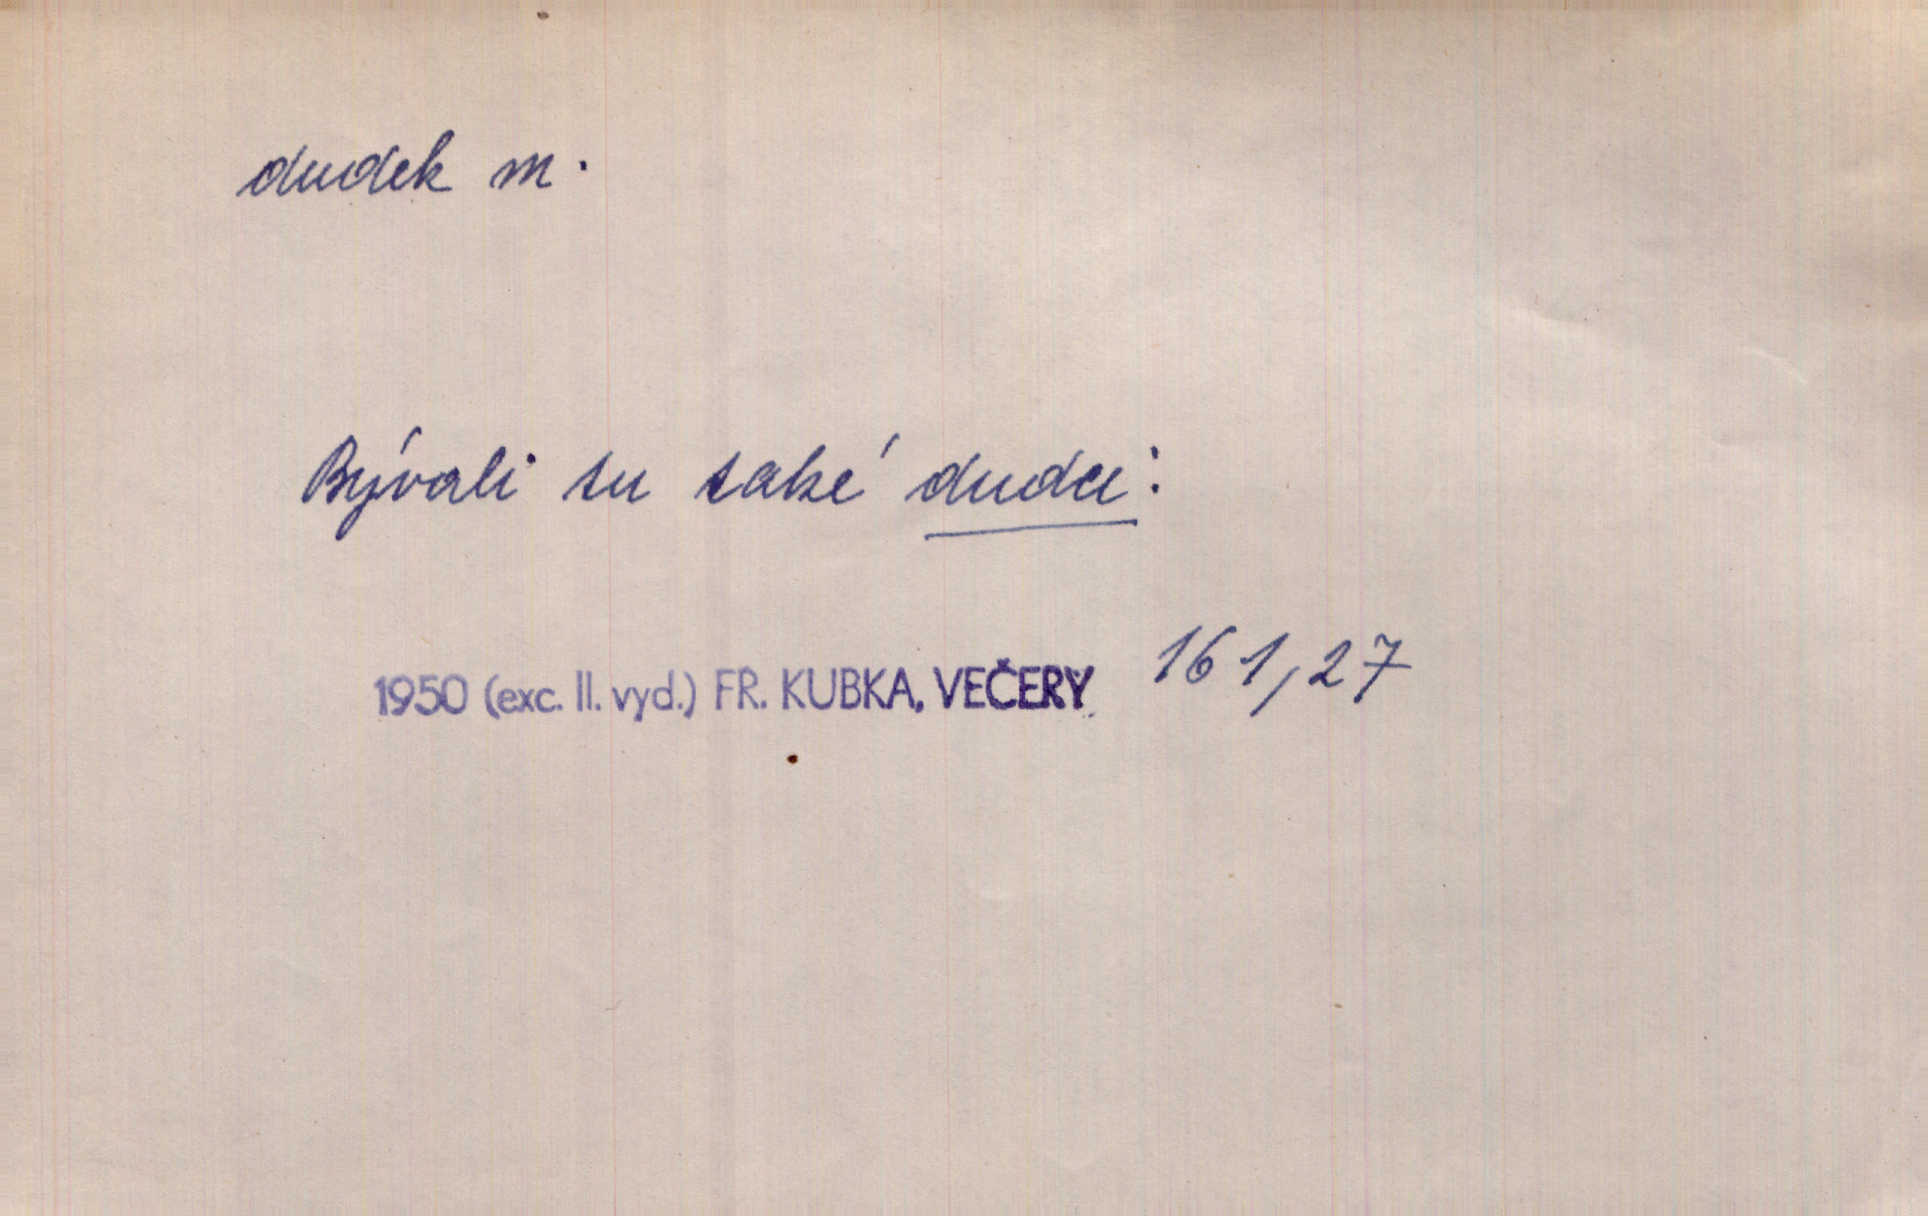 dudek m.
Bývali tu také dudci:
1950 (exc. II. vyd.) FR. KUBKA, VEČERY 161,27